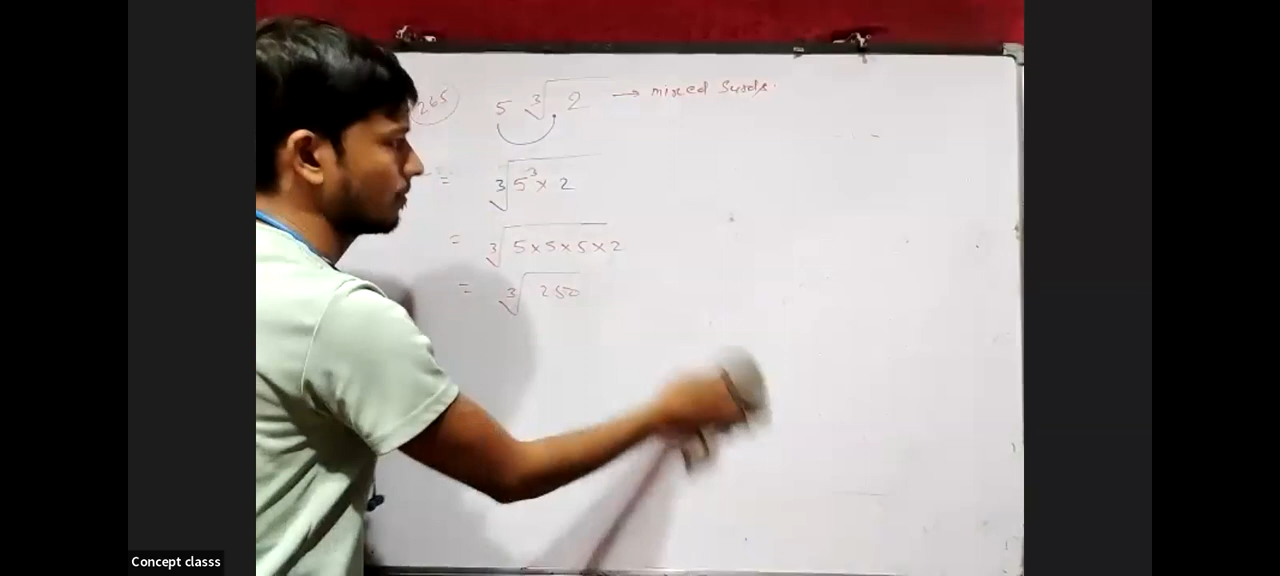 265 5 ∛2 → mixed Surds.
= ∛5³ × 2
= ∛5×5×5×2
= ∛250
Concept classs